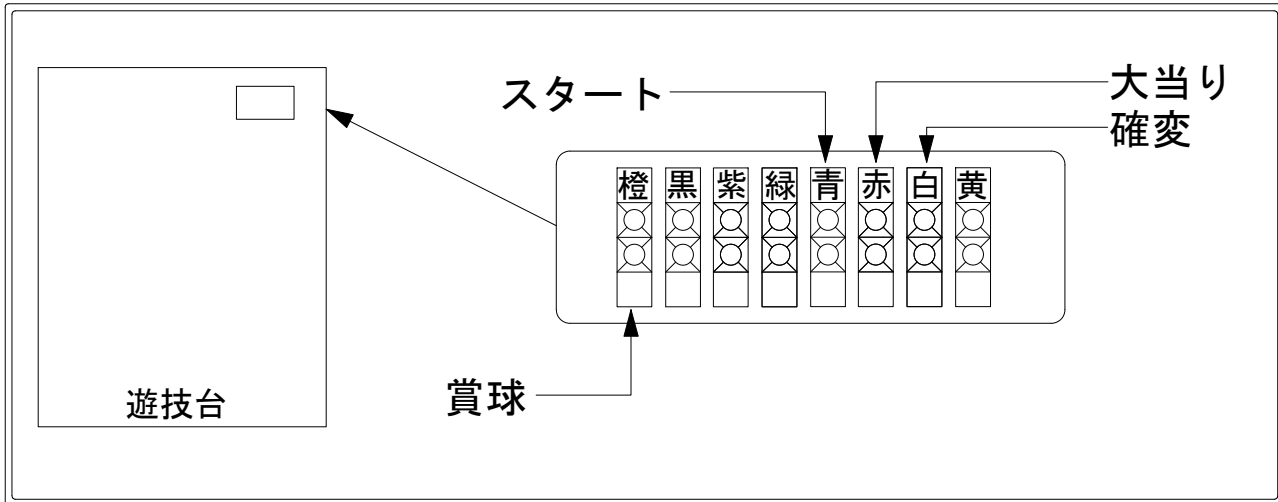 スタート
大当り
確変
橙 黒 紫 緑 青 赤 白 黄
賞球
遊技台